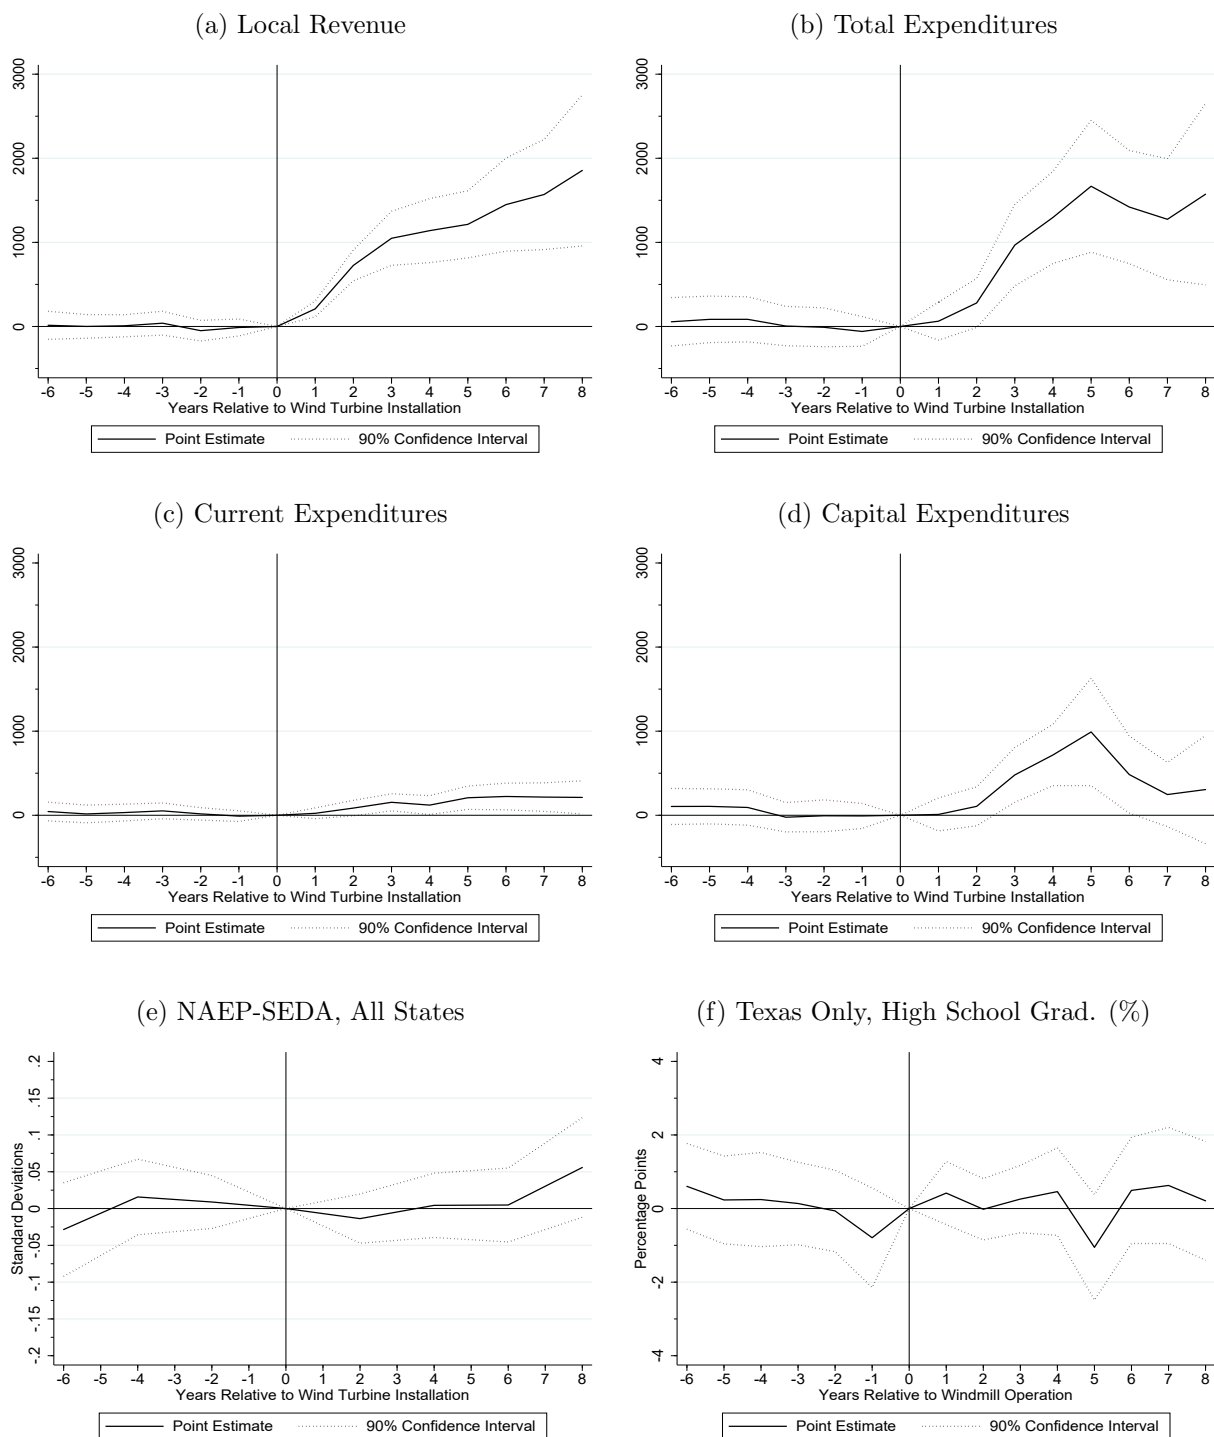 (a) Local Revenue
3000
2000
1000
0
-6 -5 -4 -3 -2 -1 0 1 2 3 4 5 6 7 8
Years Relative to Wind Turbine Installation
Point Estimate 90% Confidence Interval
(b) Total Expenditures
3000
2000
1000
0
-6 -5 -4 -3 -2 -1 0 1 2 3 4 5 6 7 8
Years Relative to Wind Turbine Installation
Point Estimate 90% Confidence Interval
(c) Current Expenditures
3000
2000
1000
0
-6 -5 -4 -3 -2 -1 0 1 2 3 4 5 6 7 8
Years Relative to Wind Turbine Installation
Point Estimate 90% Confidence Interval
(d) Capital Expenditures
3000
2000
1000
0
-6 -5 -4 -3 -2 -1 0 1 2 3 4 5 6 7 8
Years Relative to Wind Turbine Installation
Point Estimate 90% Confidence Interval
(e) NAEP-SEDA, All States
Standard Deviations
.2
.15
.1
.05
0
-.05
-.1
-.15
-.2
-6 -5 -4 -3 -2 -1 0 1 2 3 4 5 6 7 8
Years Relative to Wind Turbine Installation
Point Estimate 90% Confidence Interval
(f) Texas Only, High School Grad. (%)
Percentage Points
4
2
0
-2
-4
-6 -5 -4 -3 -2 -1 0 1 2 3 4 5 6 7 8
Years Relative to Windmill Operation
Point Estimate 90% Confidence Interval